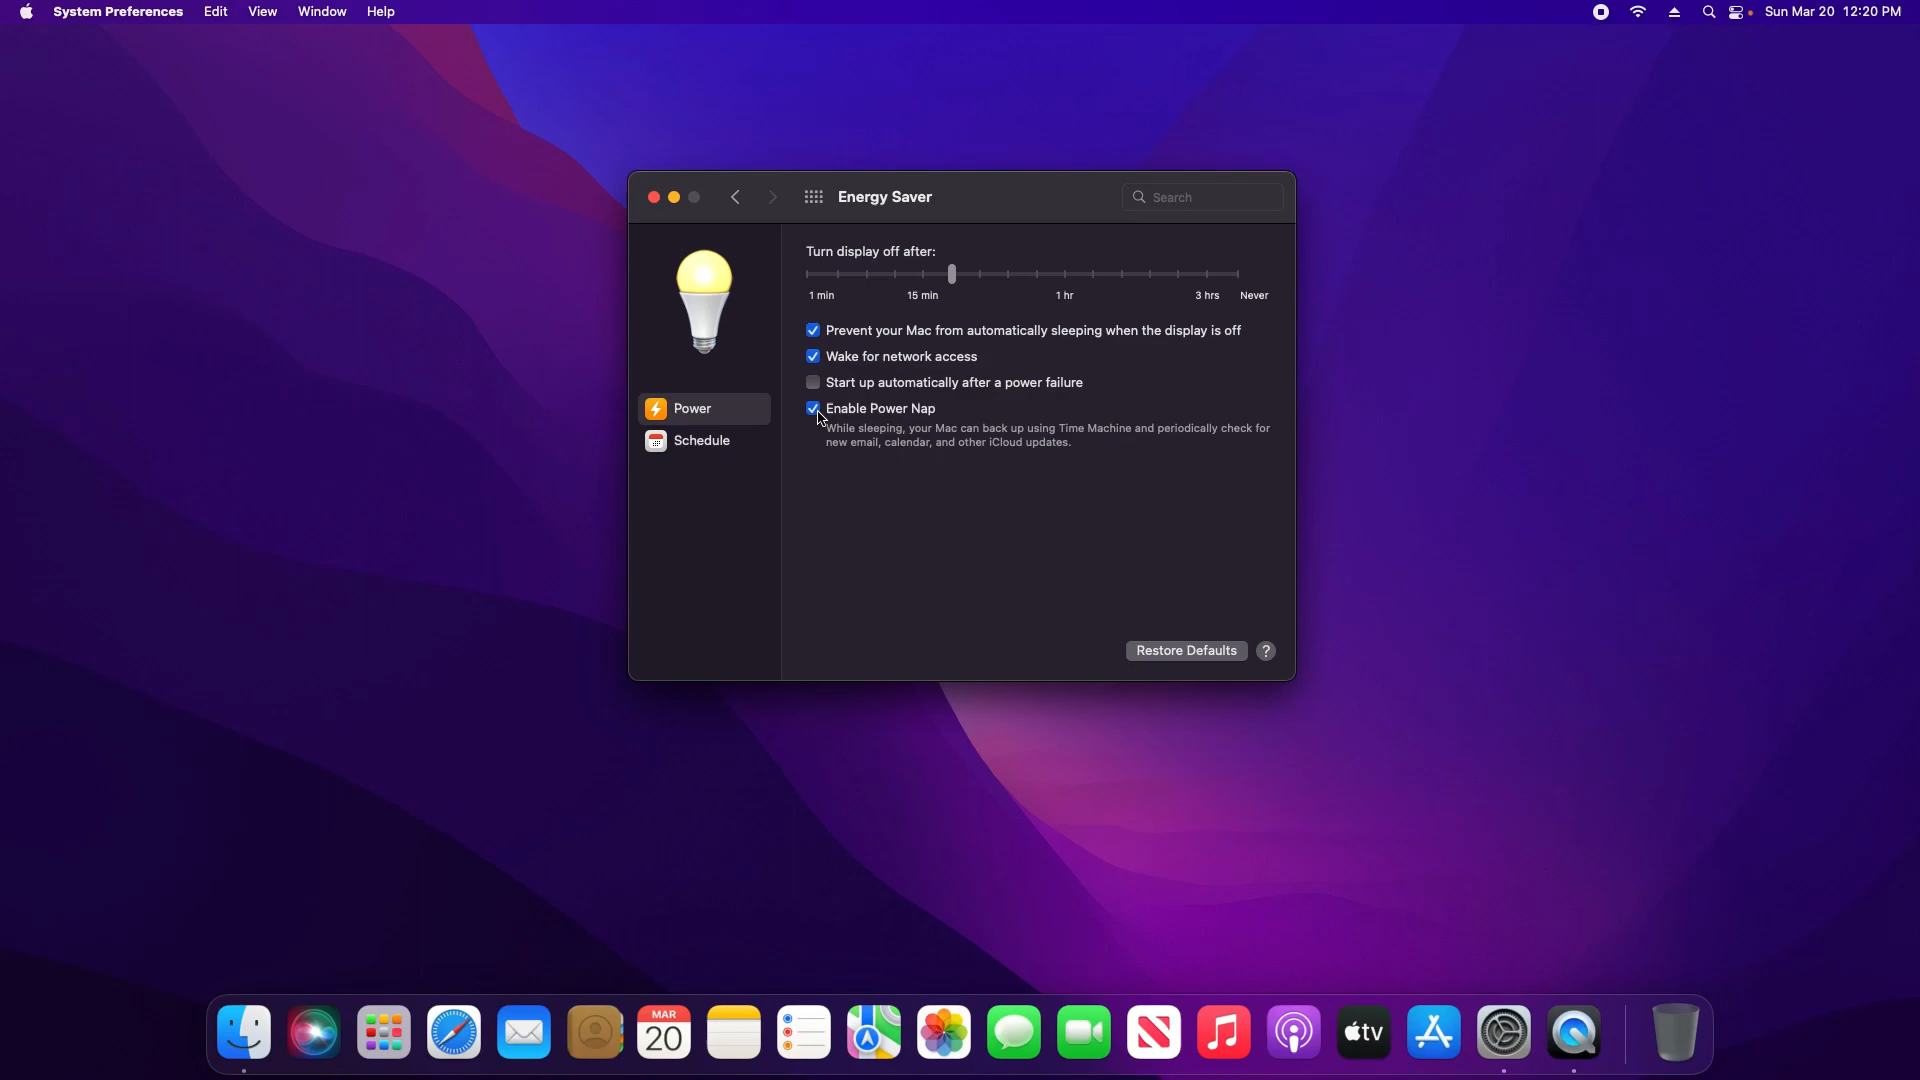 System Preferences Edit View Window Help
Sun Mar 20 12:20 PM
Energy Saver
Search
Turn display off after:
1 min 15 min 1 hr 3 hrs Never
Prevent your Mac from automatically sleeping when the display is off
Wake for network access
Start up automatically after a power failure
Power
Enable Power Nap
While sleeping, your Mac can back up using Time Machine and periodically check for
new email, calendar, and other iCloud updates.
Schedule
Restore Defaults ?
MAR
20
tv